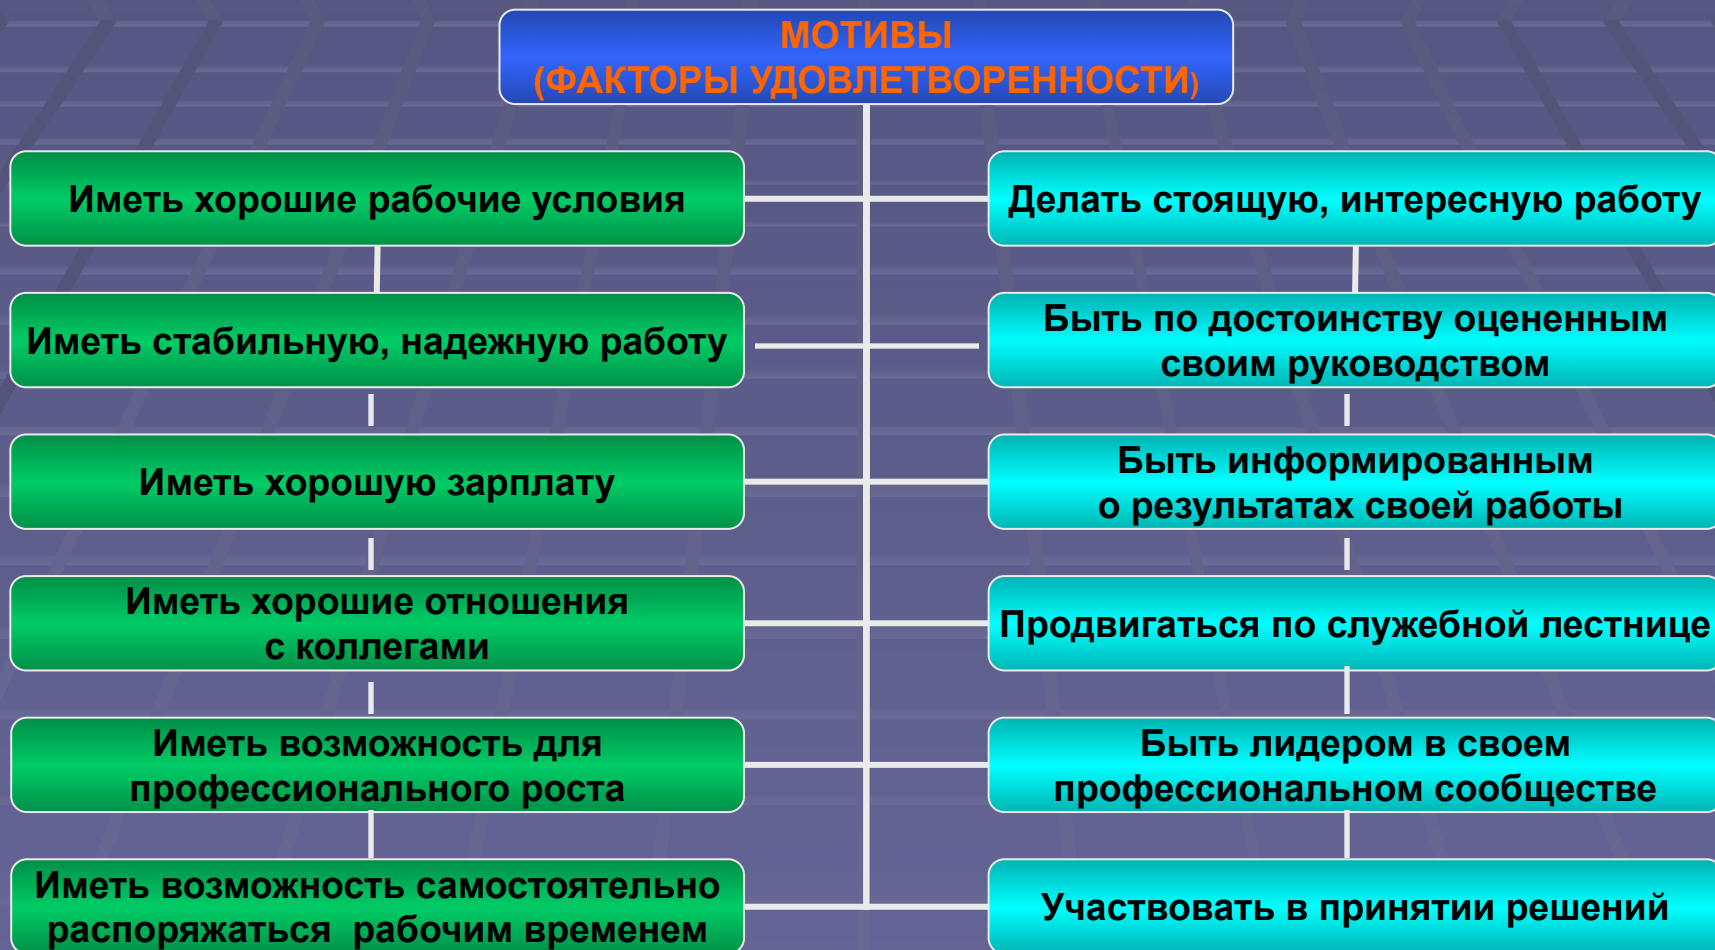 МОТИВЫ
(ФАКТОРЫ УДОВЛЕТВОРЕННОСТИ)
Иметь хорошие рабочие условия
Иметь стабильную, надежную работу
Иметь хорошую зарплату
Иметь хорошие отношения
с коллегами
Иметь возможность для
профессионального роста
Иметь возможность самостоятельно
распоряжаться рабочим временем
Делать стоящую, интересную работу
Быть по достоинству оцененным
своим руководством
Быть информированным
о результатах своей работы
Продвигаться по служебной лестнице
Быть лидером в своем
профессиональном сообществе
Участвовать в принятии решений